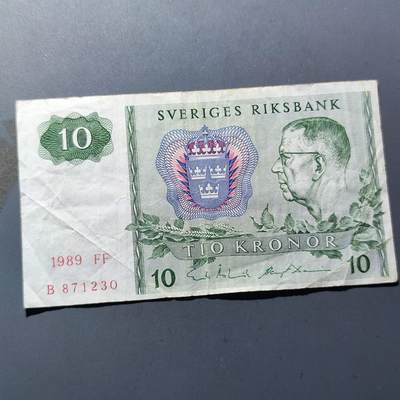 SVERIGES RIKSBANK
10
TIO KRONOR
1989 FF
B 871230
10
10